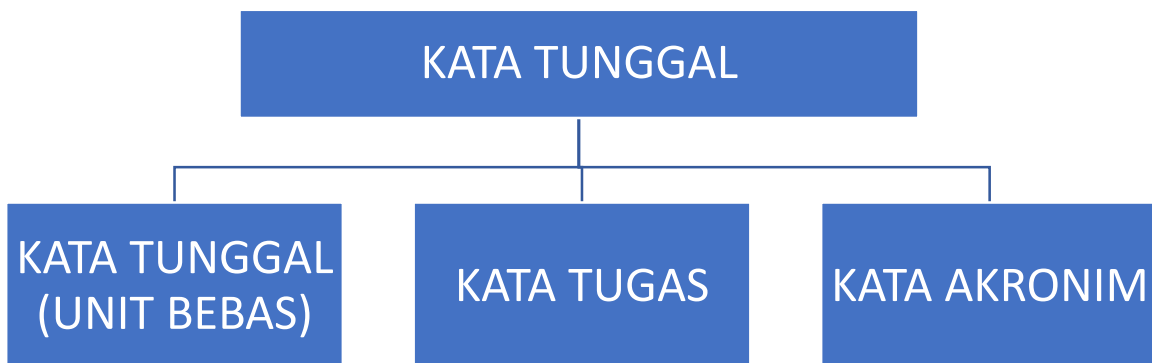 KATA TUNGGAL
KATA TUNGGAL
(UNIT BEBAS)
KATA TUGAS
KATA AKRONIM